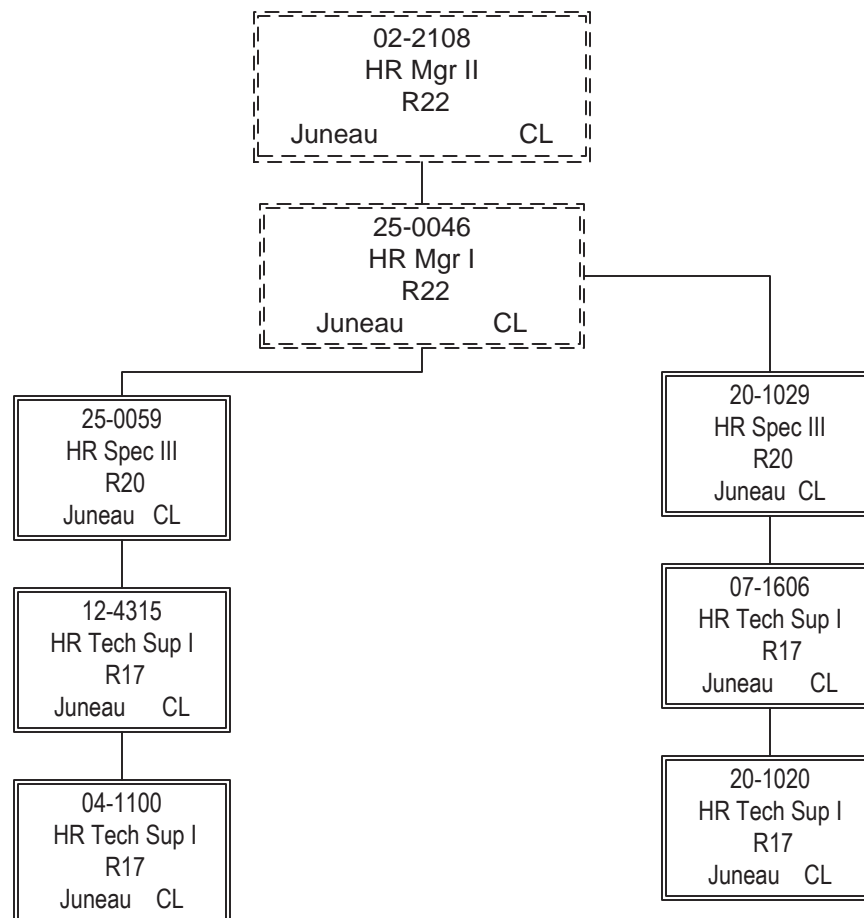 02-2108
HR Mgr II
R22
Juneau CL
25-0046
HR Mgr I
R22
Juneau CL
25-0059
HR Spec III
R20
Juneau CL
12-4315
HR Tech Sup I
R17
Juneau CL
04-1100
HR Tech Sup I
R17
Juneau CL
20-1029
HR Spec III
R20
Juneau CL
07-1606
HR Tech Sup I
R17
Juneau CL
20-1020
HR Tech Sup I
R17
Juneau CL